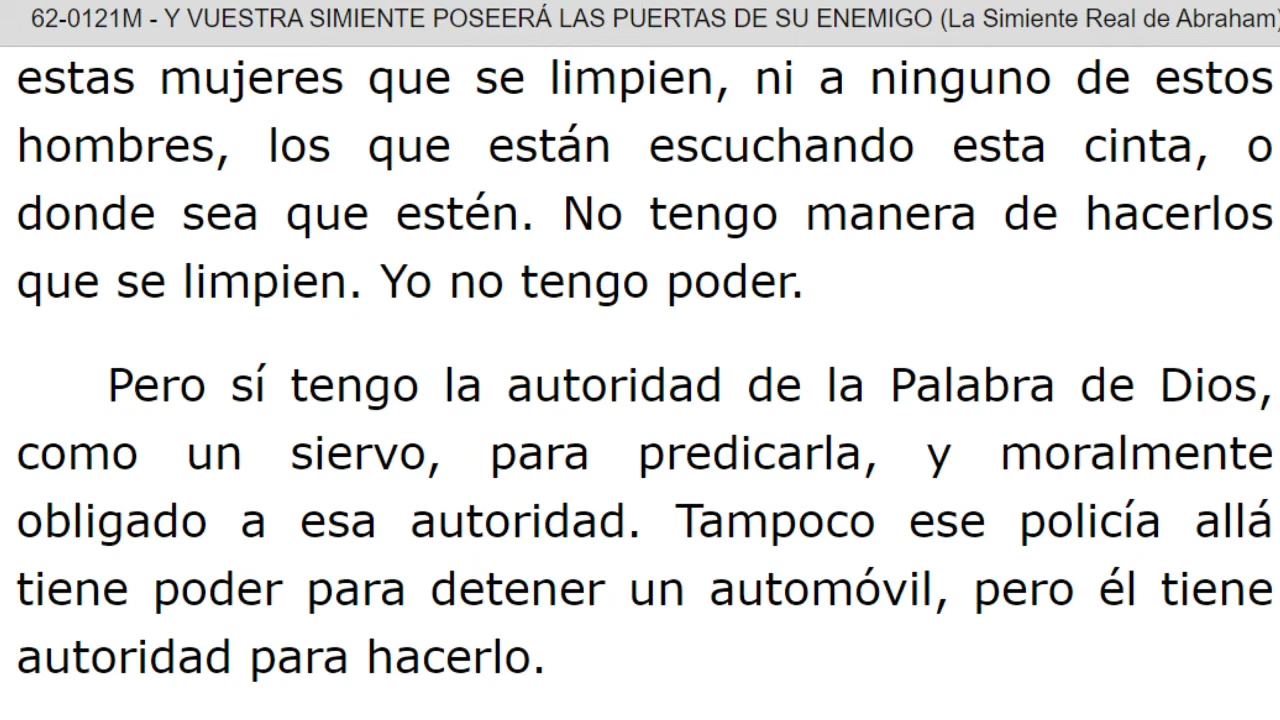 62-0121M - Y VUESTRA SIMIENTE POSEERÁ LAS PUERTAS DE SU ENEMIGO (La Simiente Real de Abraham)
estas mujeres que se limpien, ni a ninguno de estos
hombres, los que están escuchando esta cinta, o
donde sea que estén. No tengo manera de hacerlos
que se limpien. Yo no tengo poder.
Pero sí tengo la autoridad de la Palabra de Dios,
como un siervo, para predicarla, y moralmente
obligado a esa autoridad. Tampoco ese policía allá
tiene poder para detener un automóvil, pero él tiene
autoridad para hacerlo.